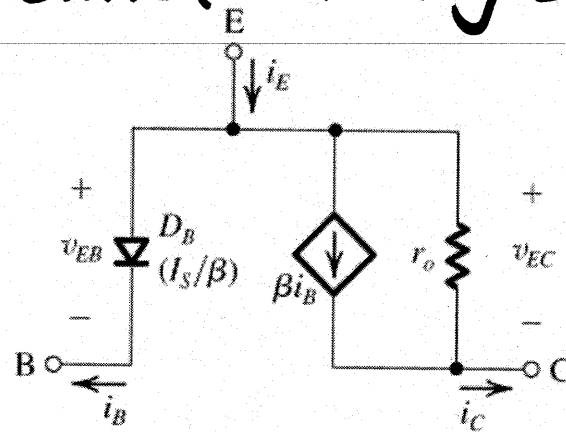 E
i_E
+ +
v_EB D_B
(I_S/β) βi_B r_o v_EC
− −
B C
i_B i_C